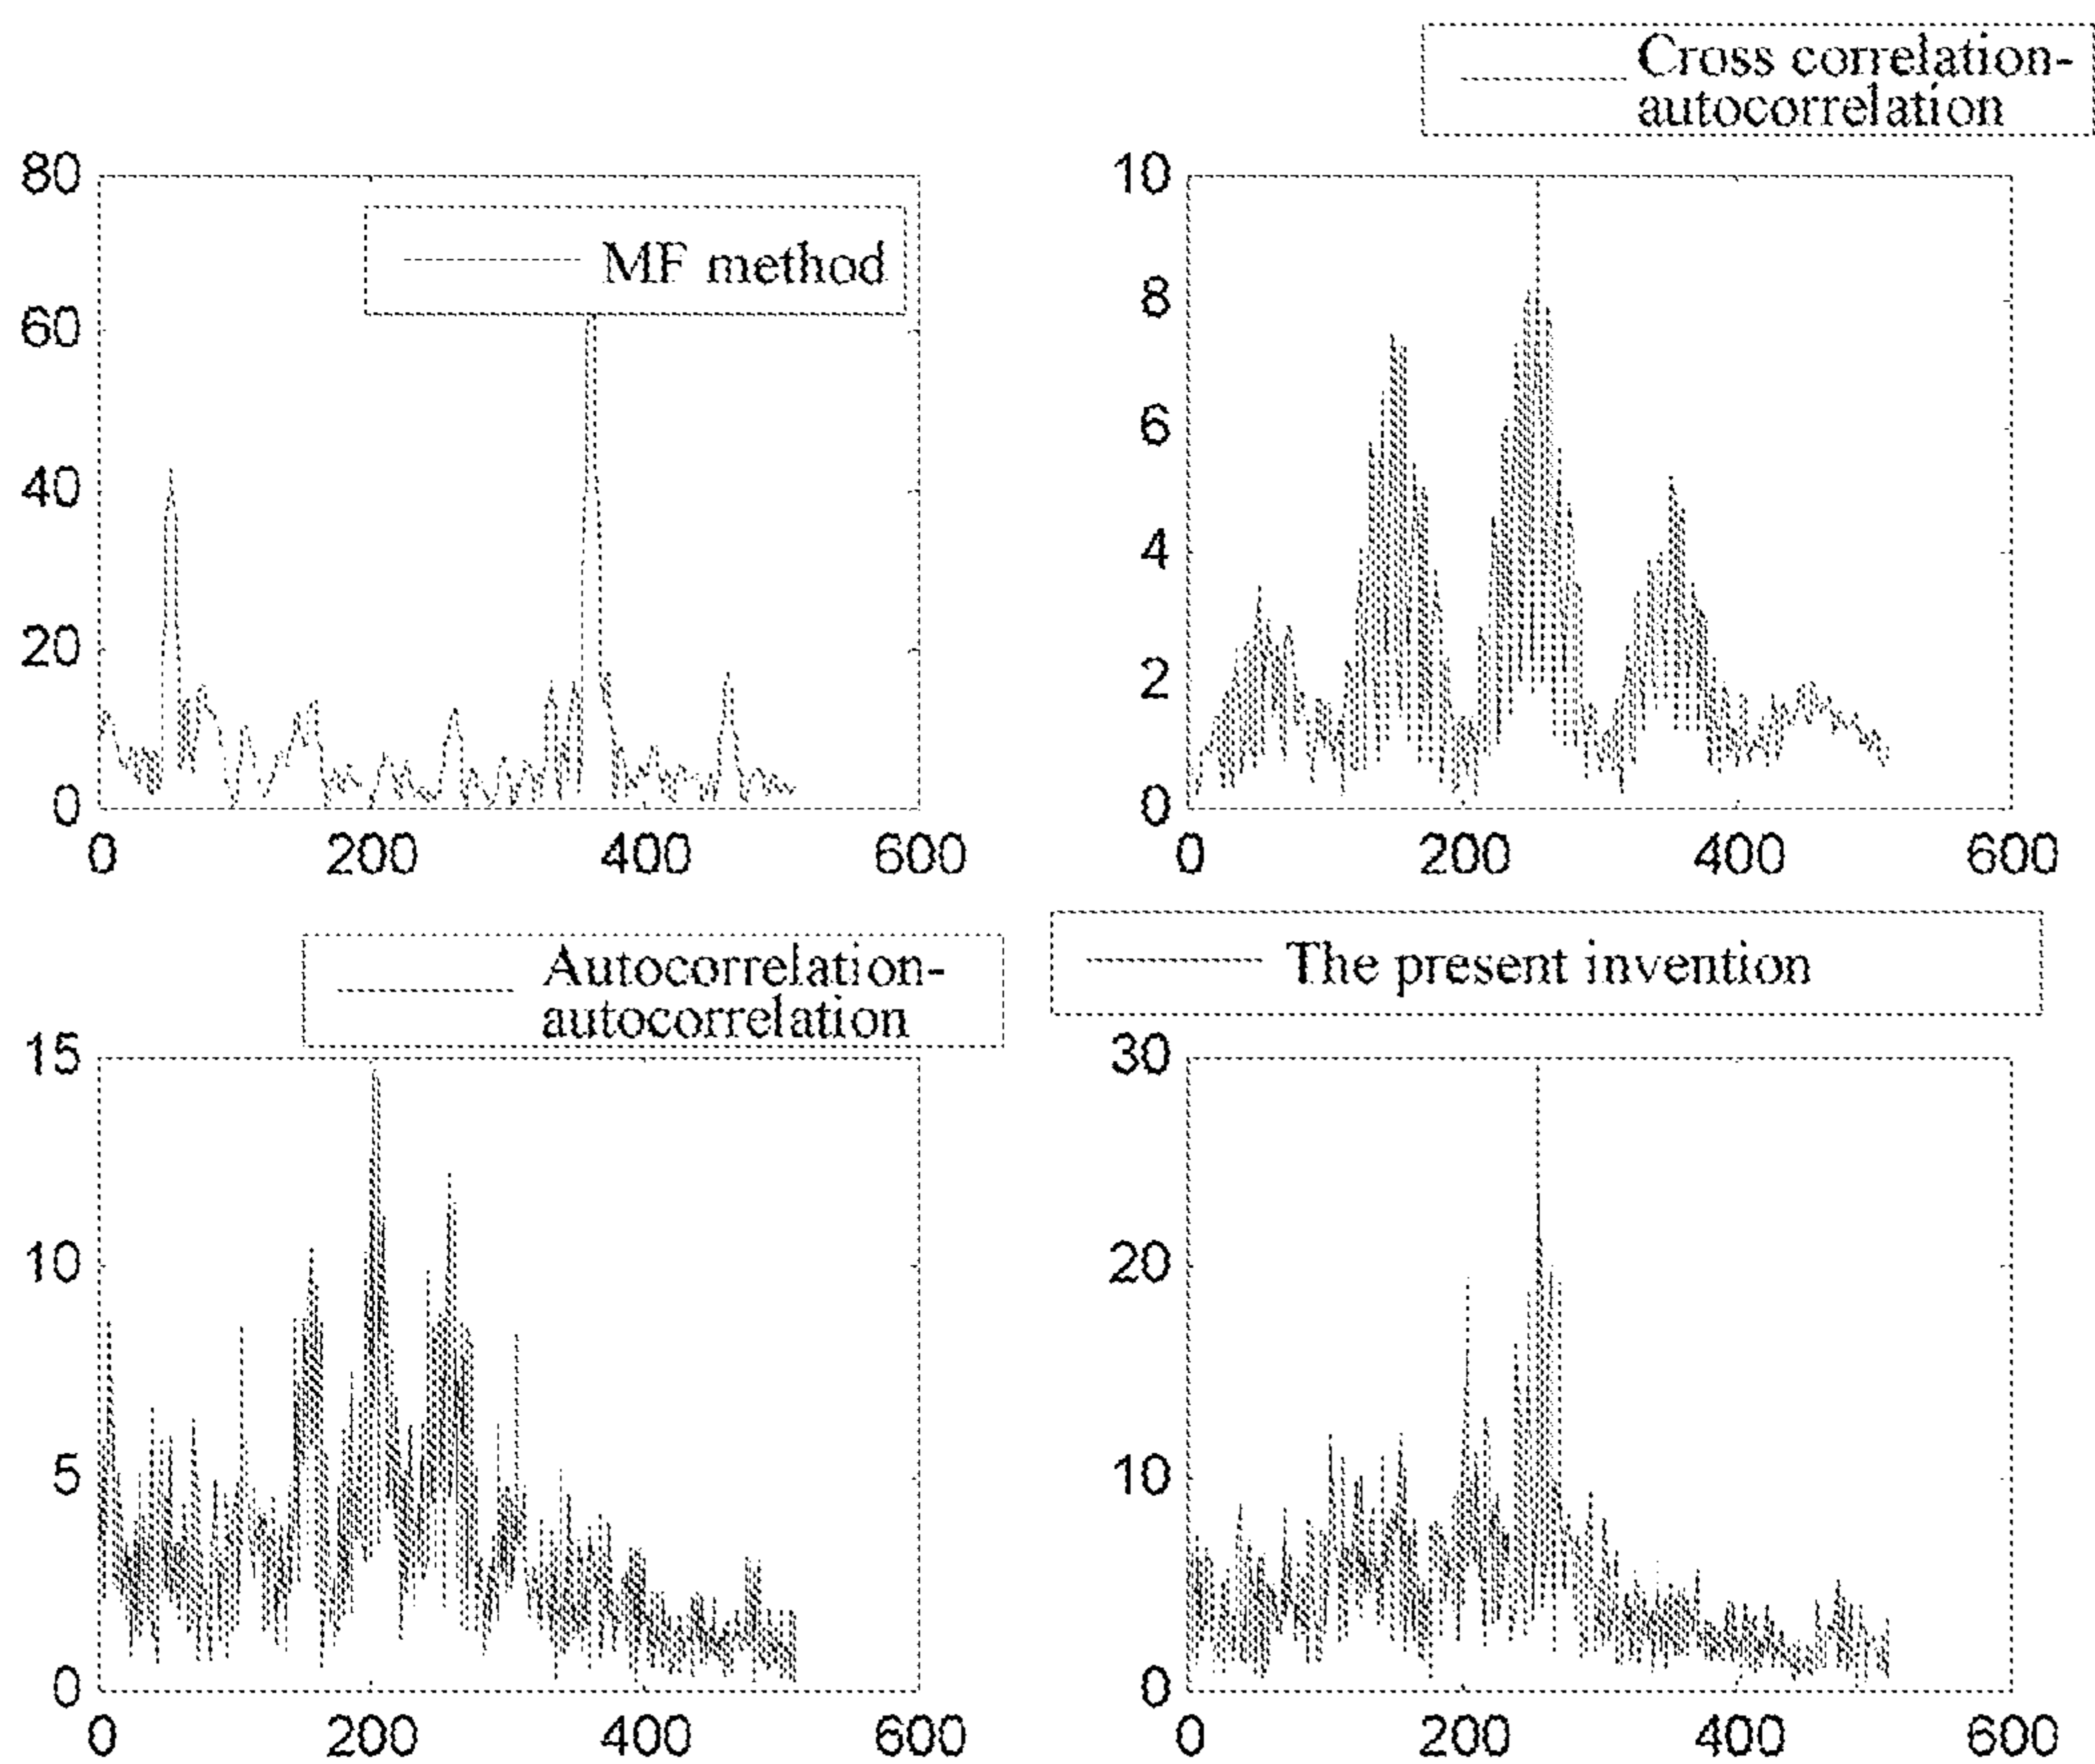 Cross correlation-
autocorrelation
80
60
40
20
0
0 200 400 600
MF method
10
8
6
4
2
0
0 200 400 600
Autocorrelation-
autocorrelation
15
10
5
0
0 200 400 600
The present invention
30
20
10
0
0 200 400 600